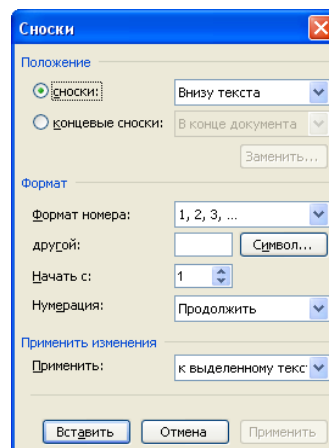 Сноски
Положение
сноски: Внизу текста
концевые сноски: В конце документа
Заменить...
Формат
Формат номера: 1, 2, 3, ...
другой: Символ...
Начать с: 1
Нумерация: Продолжить
Применить изменения
Применить: к выделенному текс
Вставить Отмена Применить